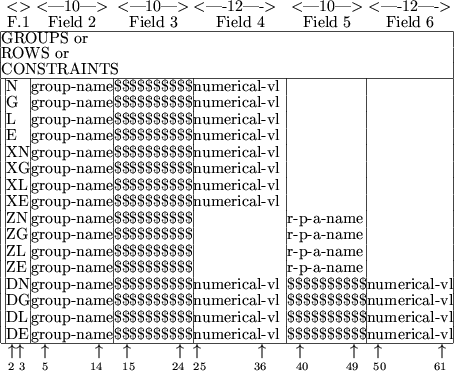 <> <—10—> <—10—> <—-12—-> <—10—> <—-12—->
F.1 Field 2 Field 3 Field 4 Field 5 Field 6
GROUPS or
ROWS or
CONSTRAINTS
N group-name $$$$$$$$$$ numerical-vl
G group-name $$$$$$$$$$ numerical-vl
L group-name $$$$$$$$$$ numerical-vl
E group-name $$$$$$$$$$ numerical-vl
XN group-name $$$$$$$$$$ numerical-vl
XG group-name $$$$$$$$$$ numerical-vl
XL group-name $$$$$$$$$$ numerical-vl
XE group-name $$$$$$$$$$ numerical-vl
ZN group-name $$$$$$$$$$ r-p-a-name
ZG group-name $$$$$$$$$$ r-p-a-name
ZL group-name $$$$$$$$$$ r-p-a-name
ZE group-name $$$$$$$$$$ r-p-a-name
DN group-name $$$$$$$$$$ numerical-vl $$$$$$$$$$ numerical-vl
DG group-name $$$$$$$$$$ numerical-vl $$$$$$$$$$ numerical-vl
DL group-name $$$$$$$$$$ numerical-vl $$$$$$$$$$ numerical-vl
DE group-name $$$$$$$$$$ numerical-vl $$$$$$$$$$ numerical-vl
↑↑ ↑ ↑ ↑ ↑ ↑ ↑ ↑ ↑ ↑ ↑
2 3 5 14 15 24 25 36 40 49 50 61